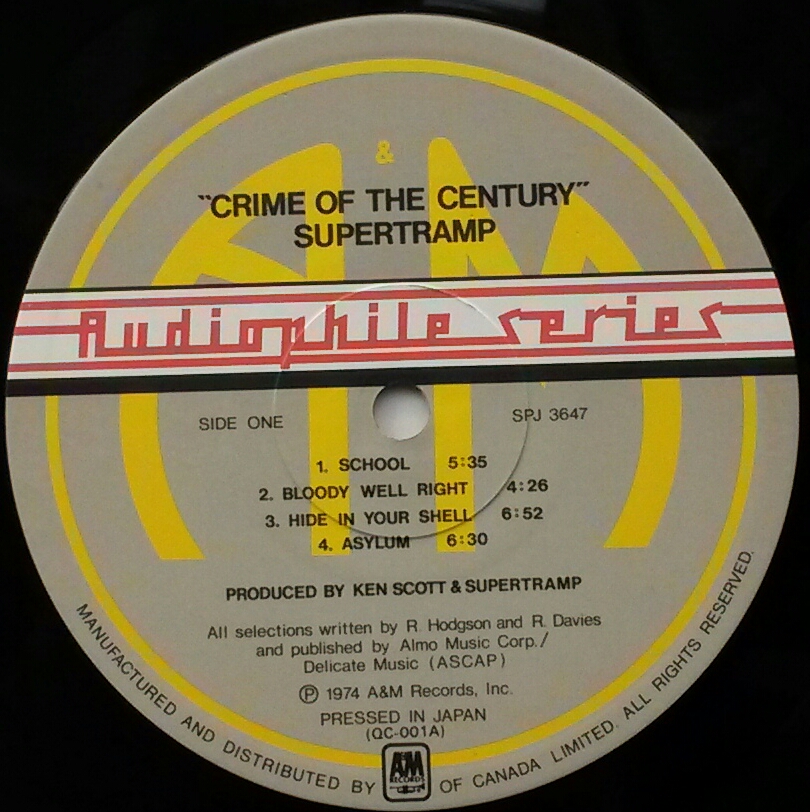 &
"CRIME OF THE CENTURY"
SUPERTRAMP
Audiophile series
SIDE ONE SPJ 3647
1. SCHOOL 5:35
2. BLOODY WELL RIGHT 4:26
3. HIDE IN YOUR SHELL 6:52
4. ASYLUM 6:30
PRODUCED BY KEN SCOTT & SUPERTRAMP
All selections written by R. Hodgson and R. Davies
and published by Almo Music Corp./
Delicate Music (ASCAP)
℗ 1974 A&M Records, Inc.
PRESSED IN JAPAN
(QC-001A)
MANUFACTURED AND DISTRIBUTED BY A&M RECORDS OF CANADA LIMITED. ALL RIGHTS RESERVED.